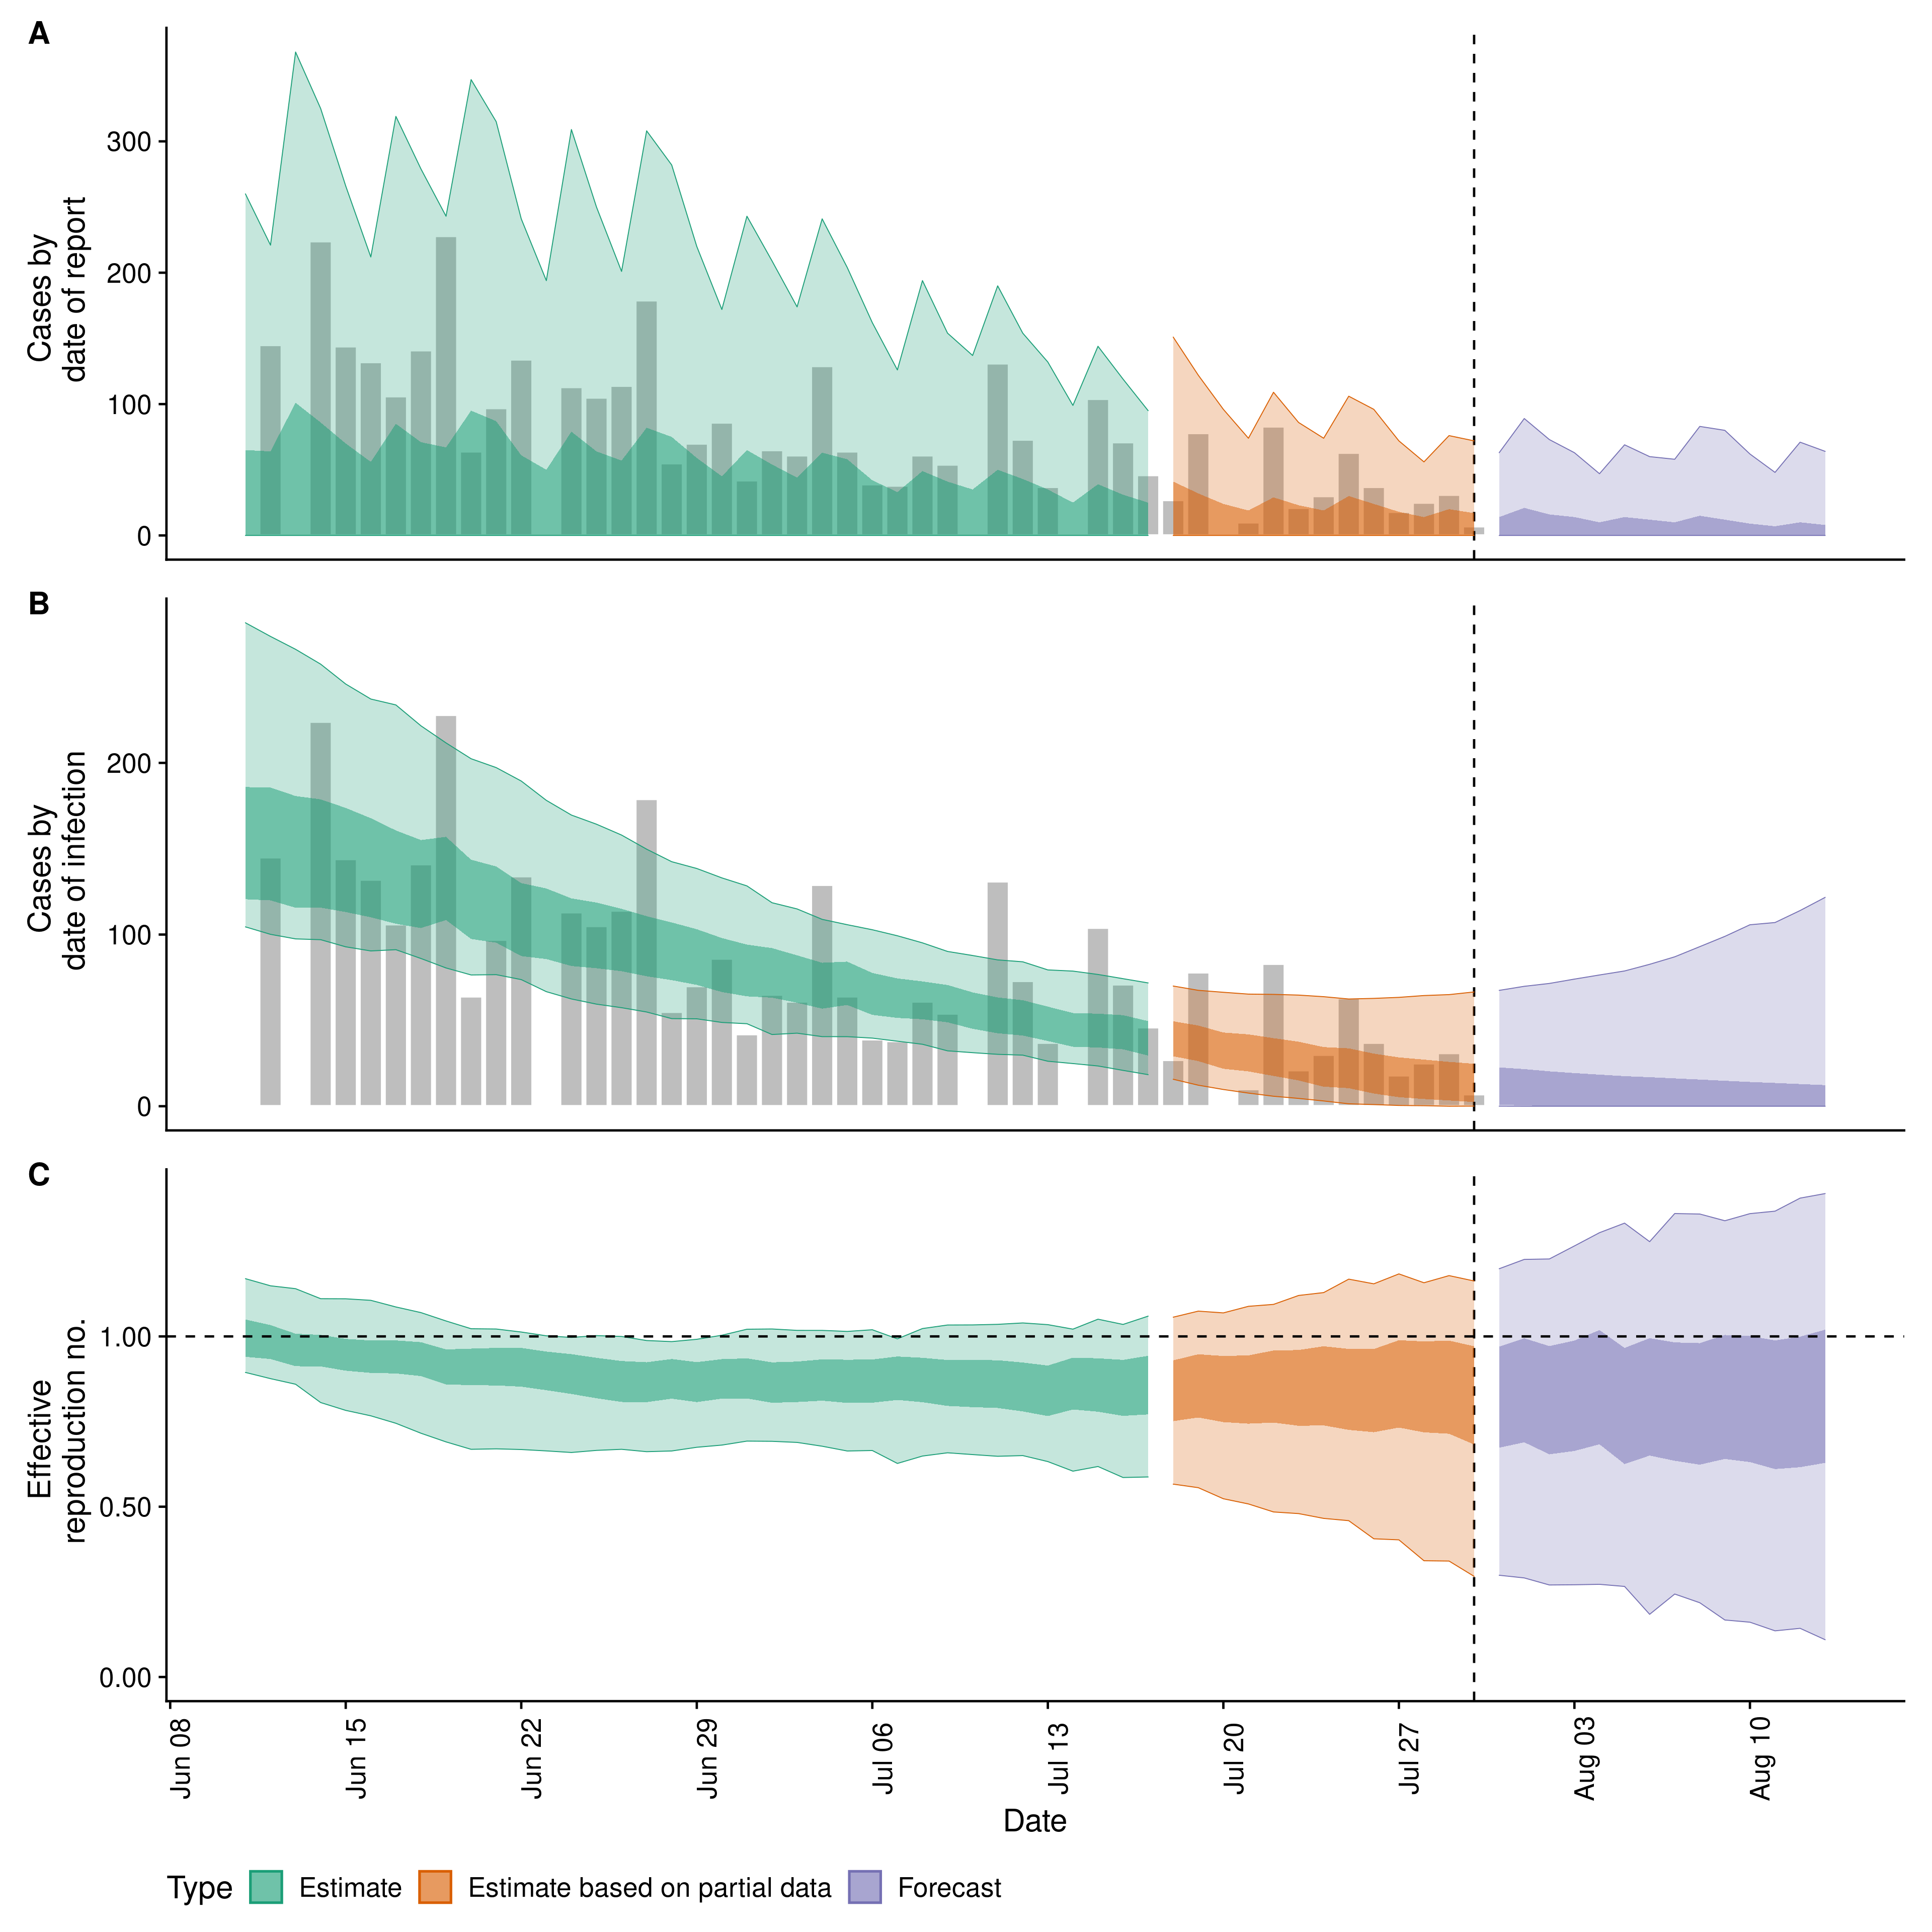 A
Cases by
date of report
300
200
100
0
B
Cases by
date of infection
200
100
0
C
Effective
reproduction no.
1.00
0.50
0.00
Jun 08
Jun 15
Jun 22
Jun 29
Jul 06
Jul 13
Jul 20
Jul 27
Aug 03
Aug 10
Date
Type Estimate Estimate based on partial data Forecast